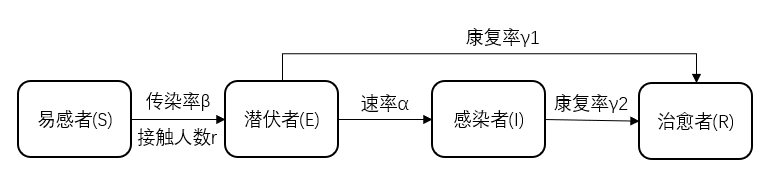 康复率γ1
易感者(S)
传染率β
接触人数r
潜伏者(E)
速率α
感染者(I)
康复率γ2
治愈者(R)